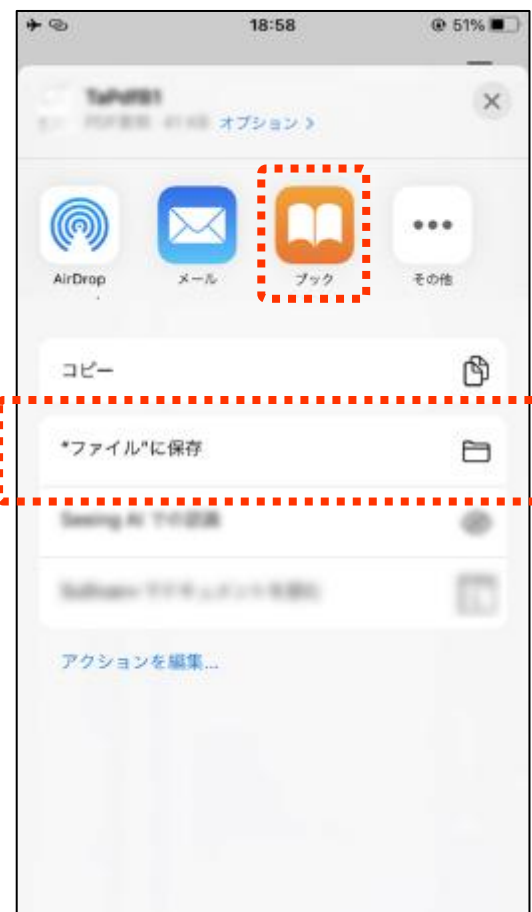 18:58
51%
オプション >
AirDrop
メール
ブック
その他
コピー
"ファイル"に保存
アクションを編集...